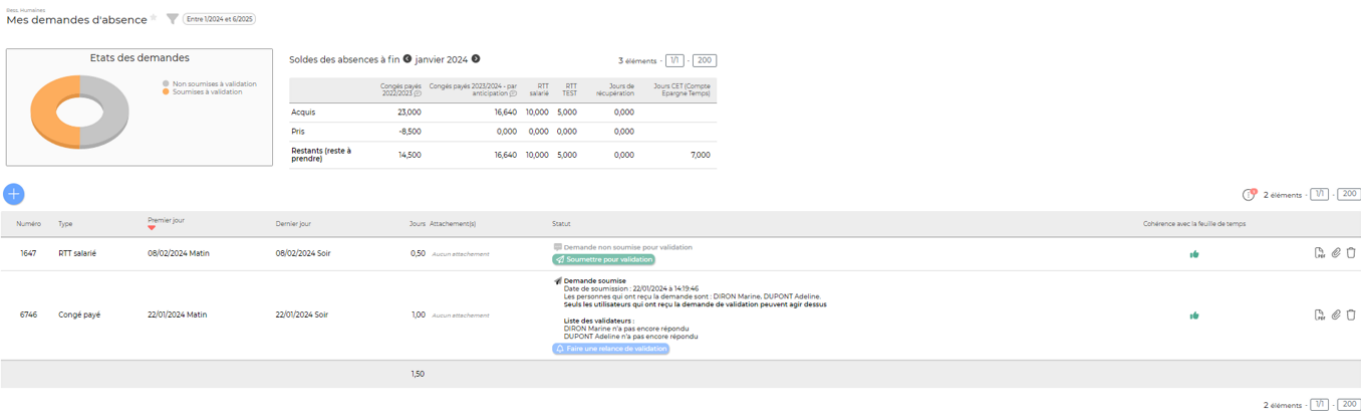 Ress. Humaines
Mes demandes d'absence
Entre 1/2024 et 6/2025
Etats des demandes
Non soumises à validation
Soumises à validation
Soldes des absences à fin janvier 2024
3 éléments - 1/1 - 200
Congés payés 2022/2023 Congés payés 2023/2024 - par anticipation RTT salarié RTT TEST Jours de récupération Jours CET (Compte Epargne Temps)
Acquis 23,000 16,640 10,000 5,000 0,000
Pris -8,500 0,000 0,000 0,000 0,000
Restants (reste à prendre) 14,500 16,640 10,000 5,000 0,000 7,000
2 éléments - 1/1 - 200
Numéro Type Premier jour Dernier jour Jours Attachement(s) Statut Cohérence avec la feuille de temps
1647 RTT salarié 08/02/2024 Matin 08/02/2024 Soir 0,50 Aucun attachement
Demande non soumise pour validation
Soumettre pour validation
6746 Congé payé 22/01/2024 Matin 22/01/2024 Soir 1,00 Aucun attachement
Demande soumise
Date de soumission : 22/01/2024 à 14:19:46
Les personnes qui ont reçu la demande sont : DIRON Marine, DUPONT Adeline.
Seuls les utilisateurs qui ont reçu la demande de validation peuvent agir dessus
Liste des validateurs :
DIRON Marine n'a pas encore répondu
DUPONT Adeline n'a pas encore répondu
Faire une relance de validation
1,50
2 éléments - 1/1 - 200